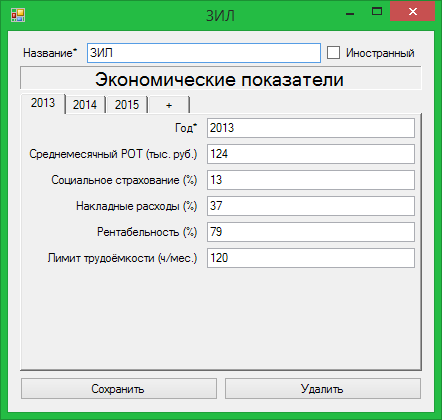 ЗИЛ
Название* ЗИЛ Иностранный
Экономические показатели
2013 2014 2015 +
Год* 2013
Среднемесячный РОТ (тыс. руб.) 124
Социальное страхование (%) 13
Накладные расходы (%) 37
Рентабельность (%) 79
Лимит трудоёмкости (ч/мес.) 120
Сохранить Удалить